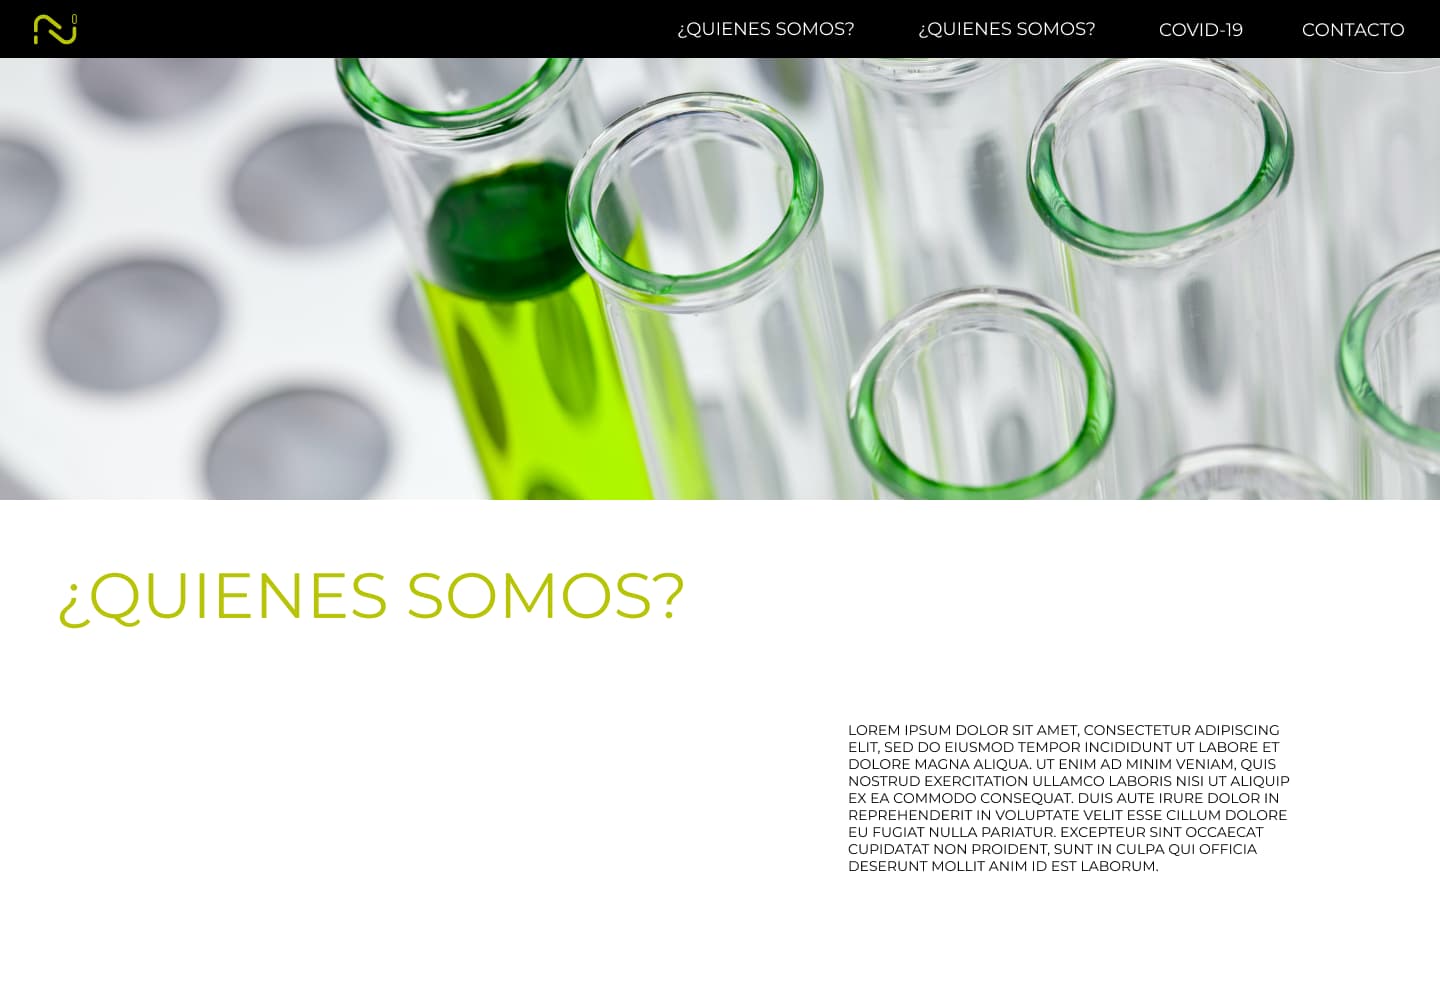 ¿QUIENES SOMOS?
¿QUIENES SOMOS?
COVID-19
CONTACTO
¿QUIENES SOMOS?
LOREM IPSUM DOLOR SIT AMET, CONSECTETUR ADIPISCING
ELIT, SED DO EIUSMOD TEMPOR INCIDIDUNT UT LABORE ET
DOLORE MAGNA ALIQUA. UT ENIM AD MINIM VENIAM, QUIS
NOSTRUD EXERCITATION ULLAMCO LABORIS NISI UT ALIQUIP
EX EA COMMODO CONSEQUAT. DUIS AUTE IRURE DOLOR IN
REPREHENDERIT IN VOLUPTATE VELIT ESSE CILLUM DOLORE
EU FUGIAT NULLA PARIATUR. EXCEPTEUR SINT OCCAECAT
CUPIDATAT NON PROIDENT, SUNT IN CULPA QUI OFFICIA
DESERUNT MOLLIT ANIM ID EST LABORUM.